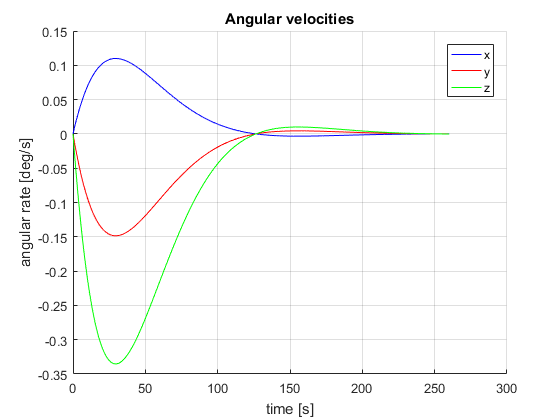 Angular velocities
0.15
0.1
0.05
0
-0.05
-0.1
-0.15
-0.2
-0.25
-0.3
-0.35
angular rate [deg/s]
x
y
z
0 50 100 150 200 250 300
time [s]